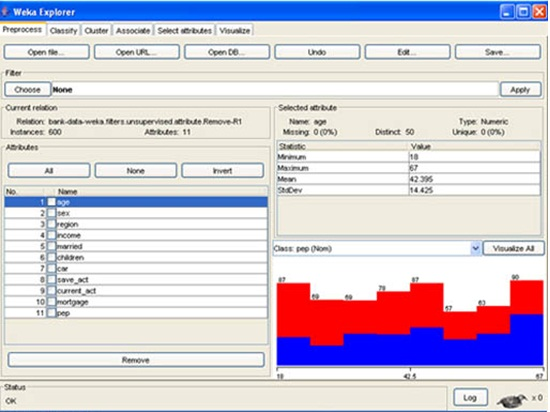 Weka Explorer
Preprocess Classify Cluster Associate Select attributes Visualize
Open file... Open URL... Open DB... Undo Edit... Save...
Filter
Choose None Apply
Current relation
Relation: bank-data-weka.filters.unsupervised.attribute.Remove-R1
Instances: 600 Attributes: 11
Attributes
All None Invert
No. Name
1 age
2 sex
3 region
4 income
5 married
6 children
7 car
8 save_act
9 current_act
10 mortgage
11 pep
Remove
Selected attribute
Name: age Type: Numeric
Missing: 0 (0%) Distinct: 50 Unique: 0 (0%)
Statistic Value
Minimum 18
Maximum 67
Mean 42.395
StdDev 14.425
Class: pep (Nom) Visualize All
87 69 69 78 87 57 63 90
18 42.5 67
Status
OK Log x 0